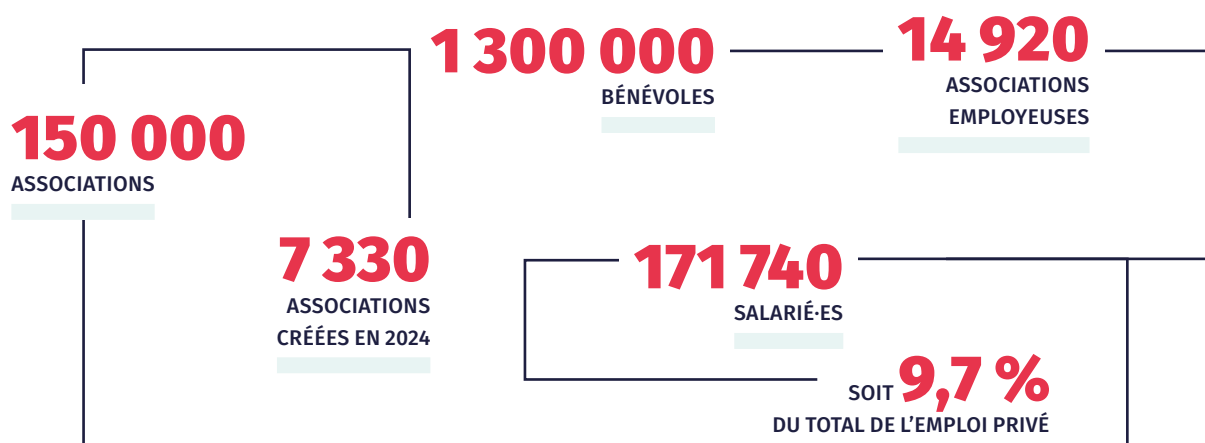 150 000
ASSOCIATIONS
7 330
ASSOCIATIONS
CRÉÉES EN 2024
1 300 000
BÉNÉVOLES
14 920
ASSOCIATIONS
EMPLOYEUSES
171 740
SALARIÉ·ES
SOIT 9,7 %
DU TOTAL DE L’EMPLOI PRIVÉ